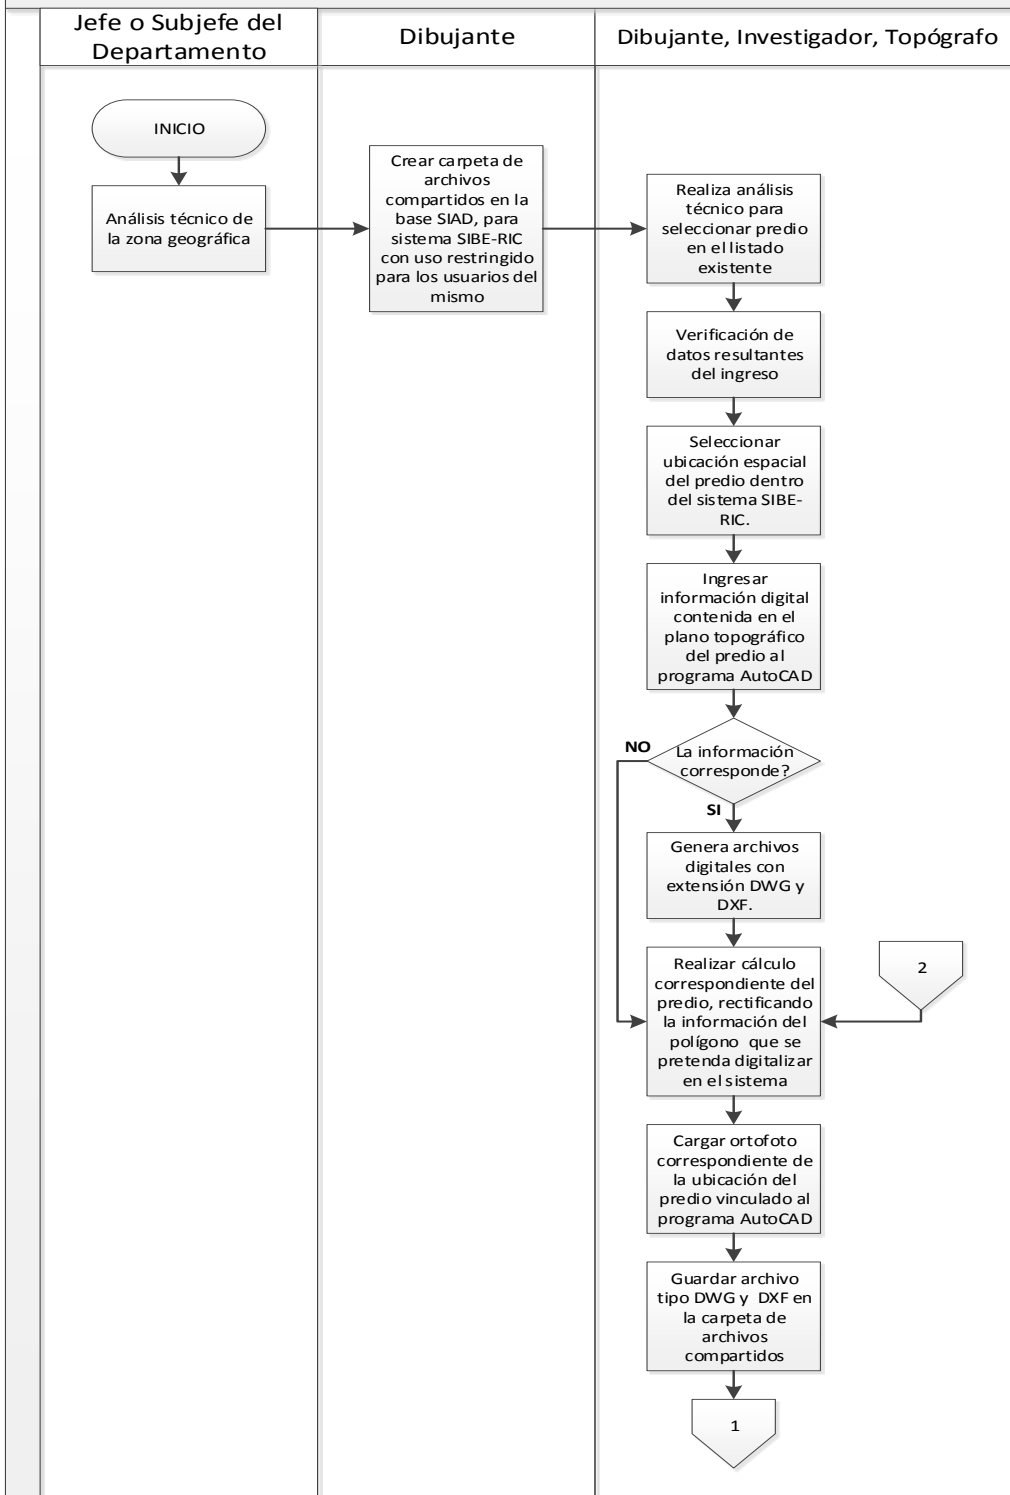 Jefe o Subjefe del
Departamento
Dibujante
Dibujante, Investigador, Topógrafo
INICIO
Análisis técnico de
la zona geográfica
Crear carpeta de
archivos
compartidos en la
base SIAD, para
sistema SIBE-RIC
con uso restringido
para los usuarios del
mismo
Realiza análisis
técnico para
seleccionar predio
en el listado
existente
Verificación de
datos resultantes
del ingreso
Seleccionar
ubicación espacial
del predio dentro
del sistema SIBE-
RIC.
Ingresar
información digital
contenida en el
plano topográfico
del predio al
programa AutoCAD
NO
La información
corresponde?
SI
Genera archivos
digitales con
extensión DWG y
DXF.
Realizar cálculo
correspondiente del
predio, rectificando
la información del
polígono que se
pretenda digitalizar
en el sistema
2
Cargar ortofoto
correspondiente de
la ubicación del
predio vinculado al
programa AutoCAD
Guardar archivo
tipo DWG y DXF en
la carpeta de
archivos
compartidos
1